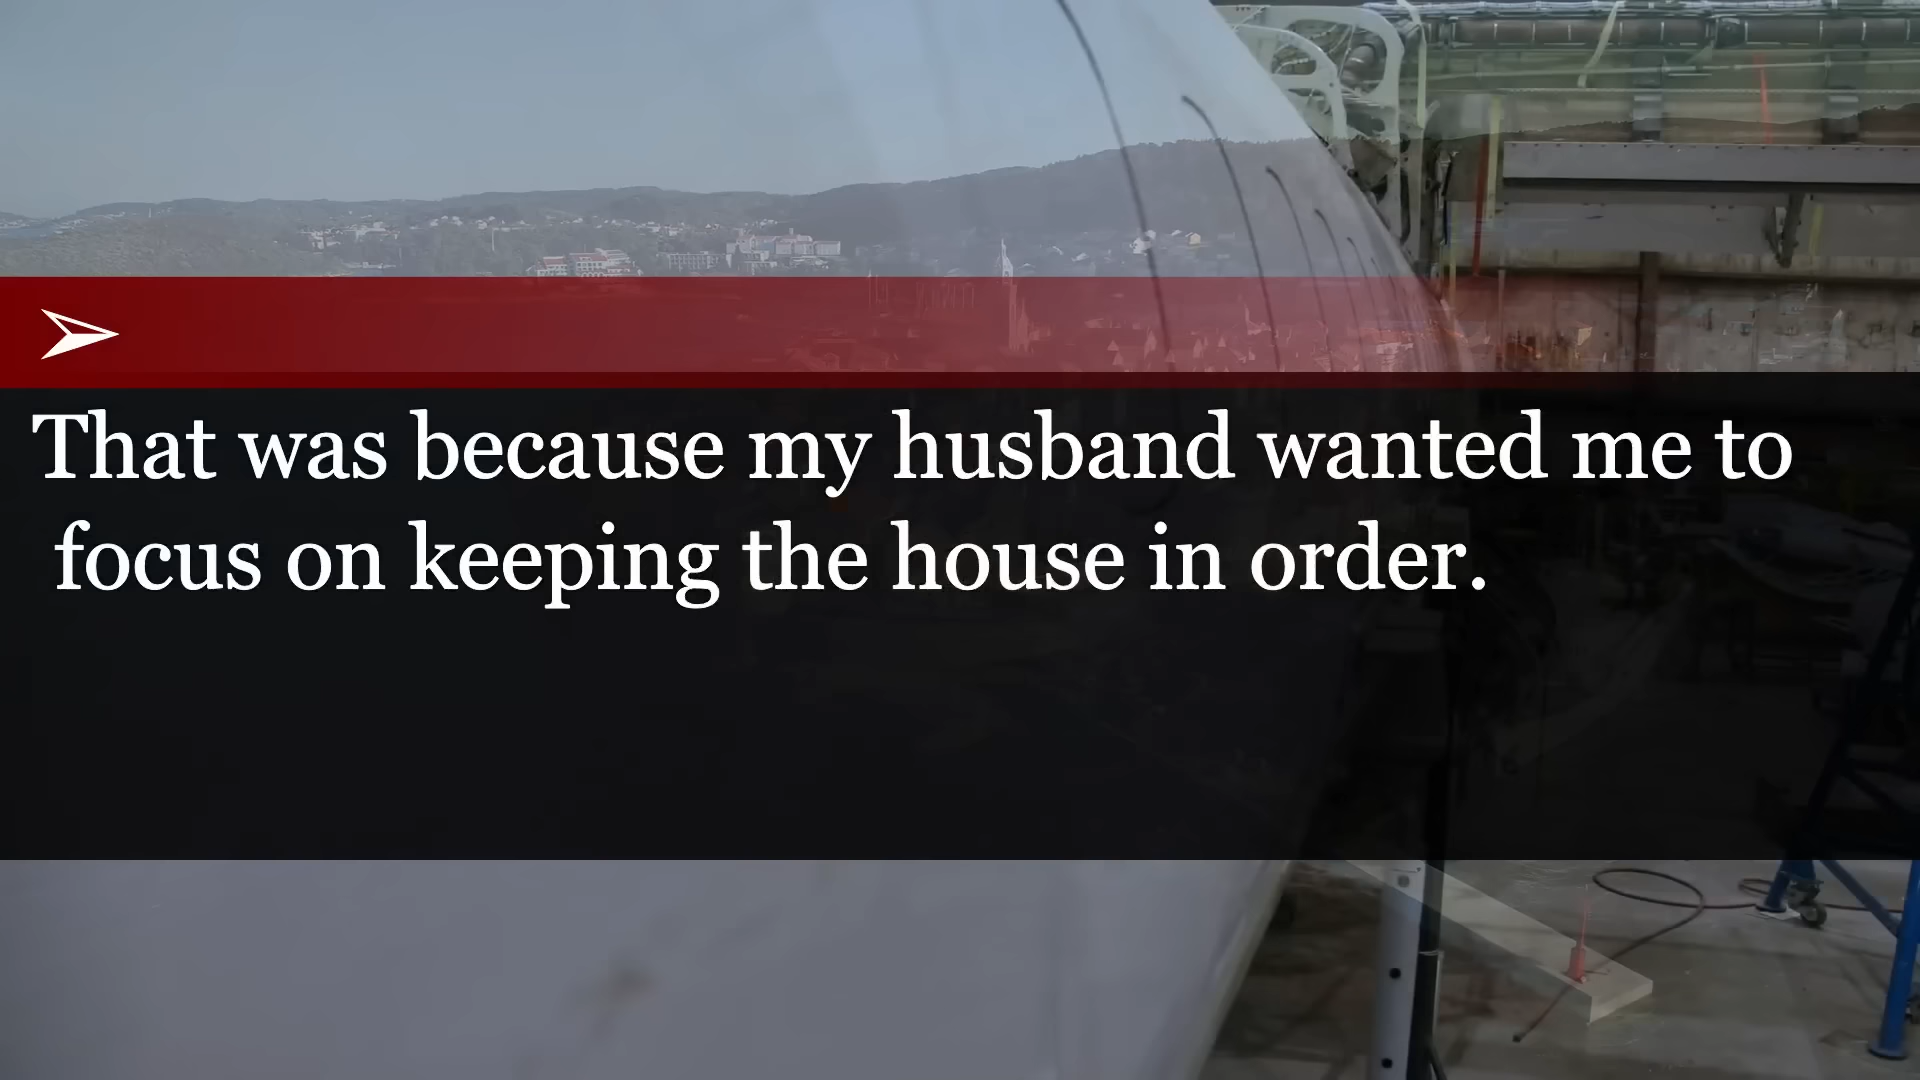 That was because my husband wanted me to
focus on keeping the house in order.